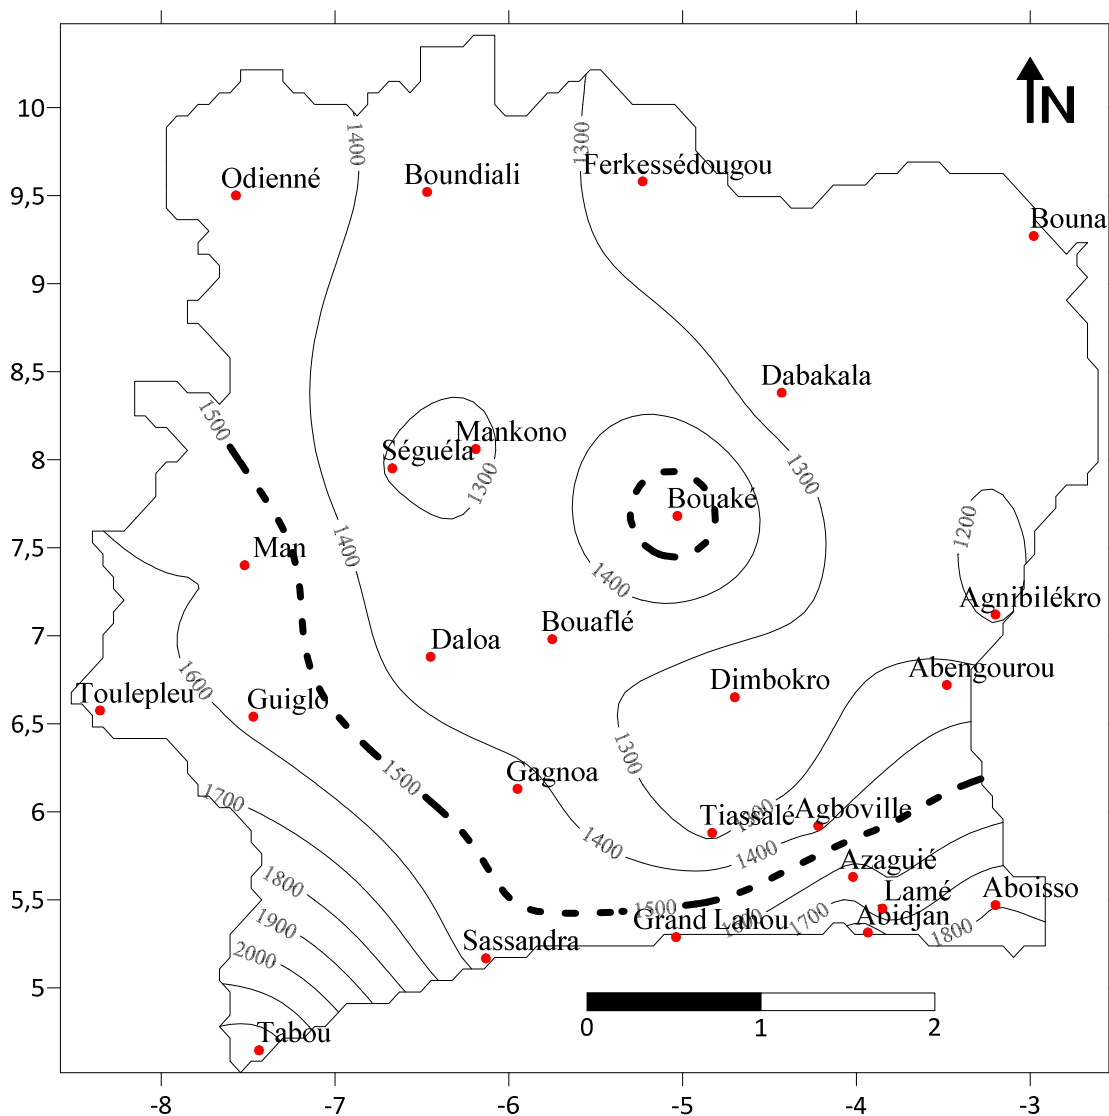 N
10
9,5
9
8,5
8
7,5
7
6,5
6
5,5
5
1400
1300
Ferkessédougou
Odienné
Boundiali
Bouna
Dabakala
1500
Mankono
Séguéla
1300
1300
Bouaké
1200
Man
1400
1400
Agnibilékro
Bouaflé
Daloa
Abengourou
1600
Dimbokro
Toulepleu
Guiglo
1300
1500
Gagnoa
1700
Tiassalé
1300
Agboville
1400
1400
Azaguié
1800
Lamé
Aboisso
1500
1900
Grand Lahou
1600
1700
Abidjan
1800
Sassandra
2000
Tabou
0
1
2
-8
-7
-6
-5
-4
-3